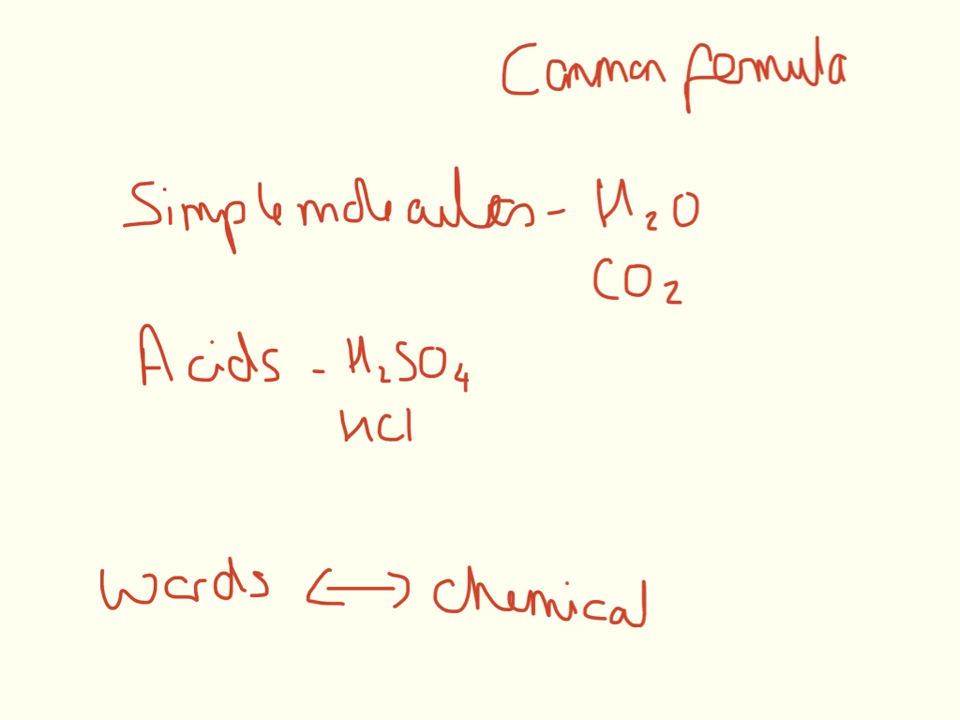 Common formula
Simple molecules - H₂O
CO₂
Acids - H₂SO₄
HCl
Words <-> chemical